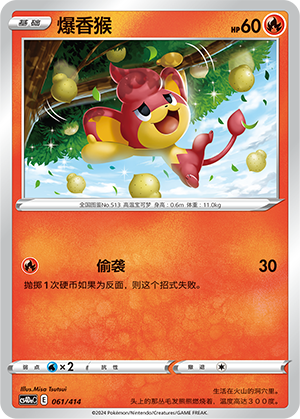 基础 爆香猴 HP60
全国图鉴No.513 高温宝可梦 身高:0.6m 体重:11.0kg
偷袭 30
抛掷1次硬币如果为反面,则这个招式失败。
弱点 ×2 抗性 撤退
Illus.Misa Tsutsui
CS4DaC E 061/414
生活在火山的洞穴里。
头上的那丛毛发熊熊燃着,温度高达300度。
©2024 Pokémon/Nintendo/Creatures/GAME FREAK.